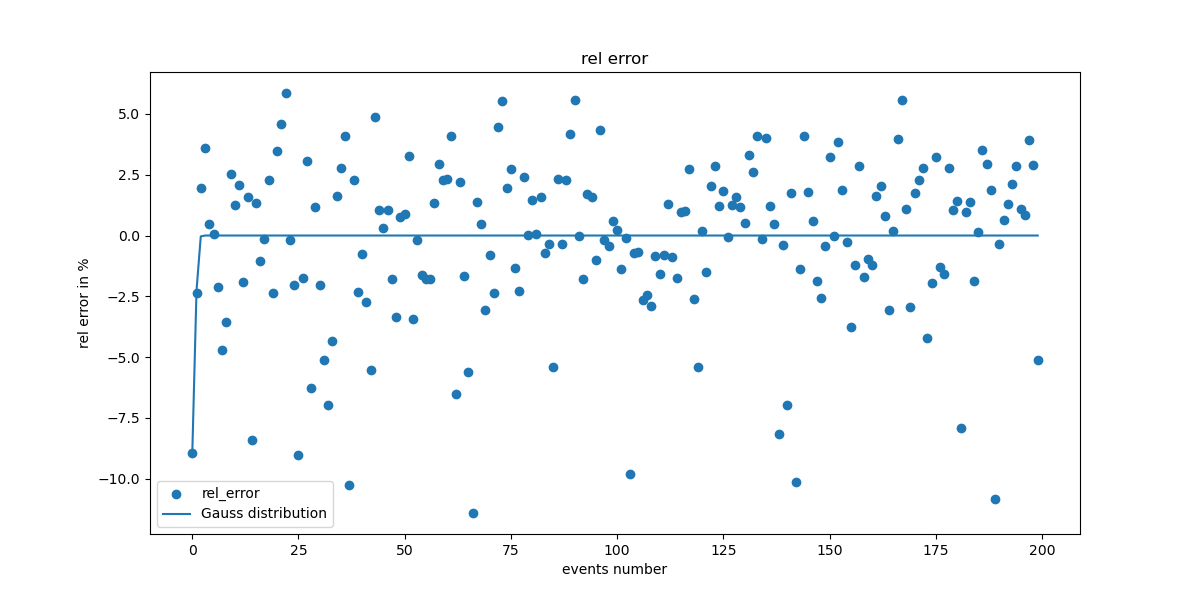 rel error
5.0
2.5
0.0
−2.5
−5.0
−7.5
−10.0
rel error in %
rel_error
Gauss distribution
0 25 50 75 100 125 150 175 200
events number